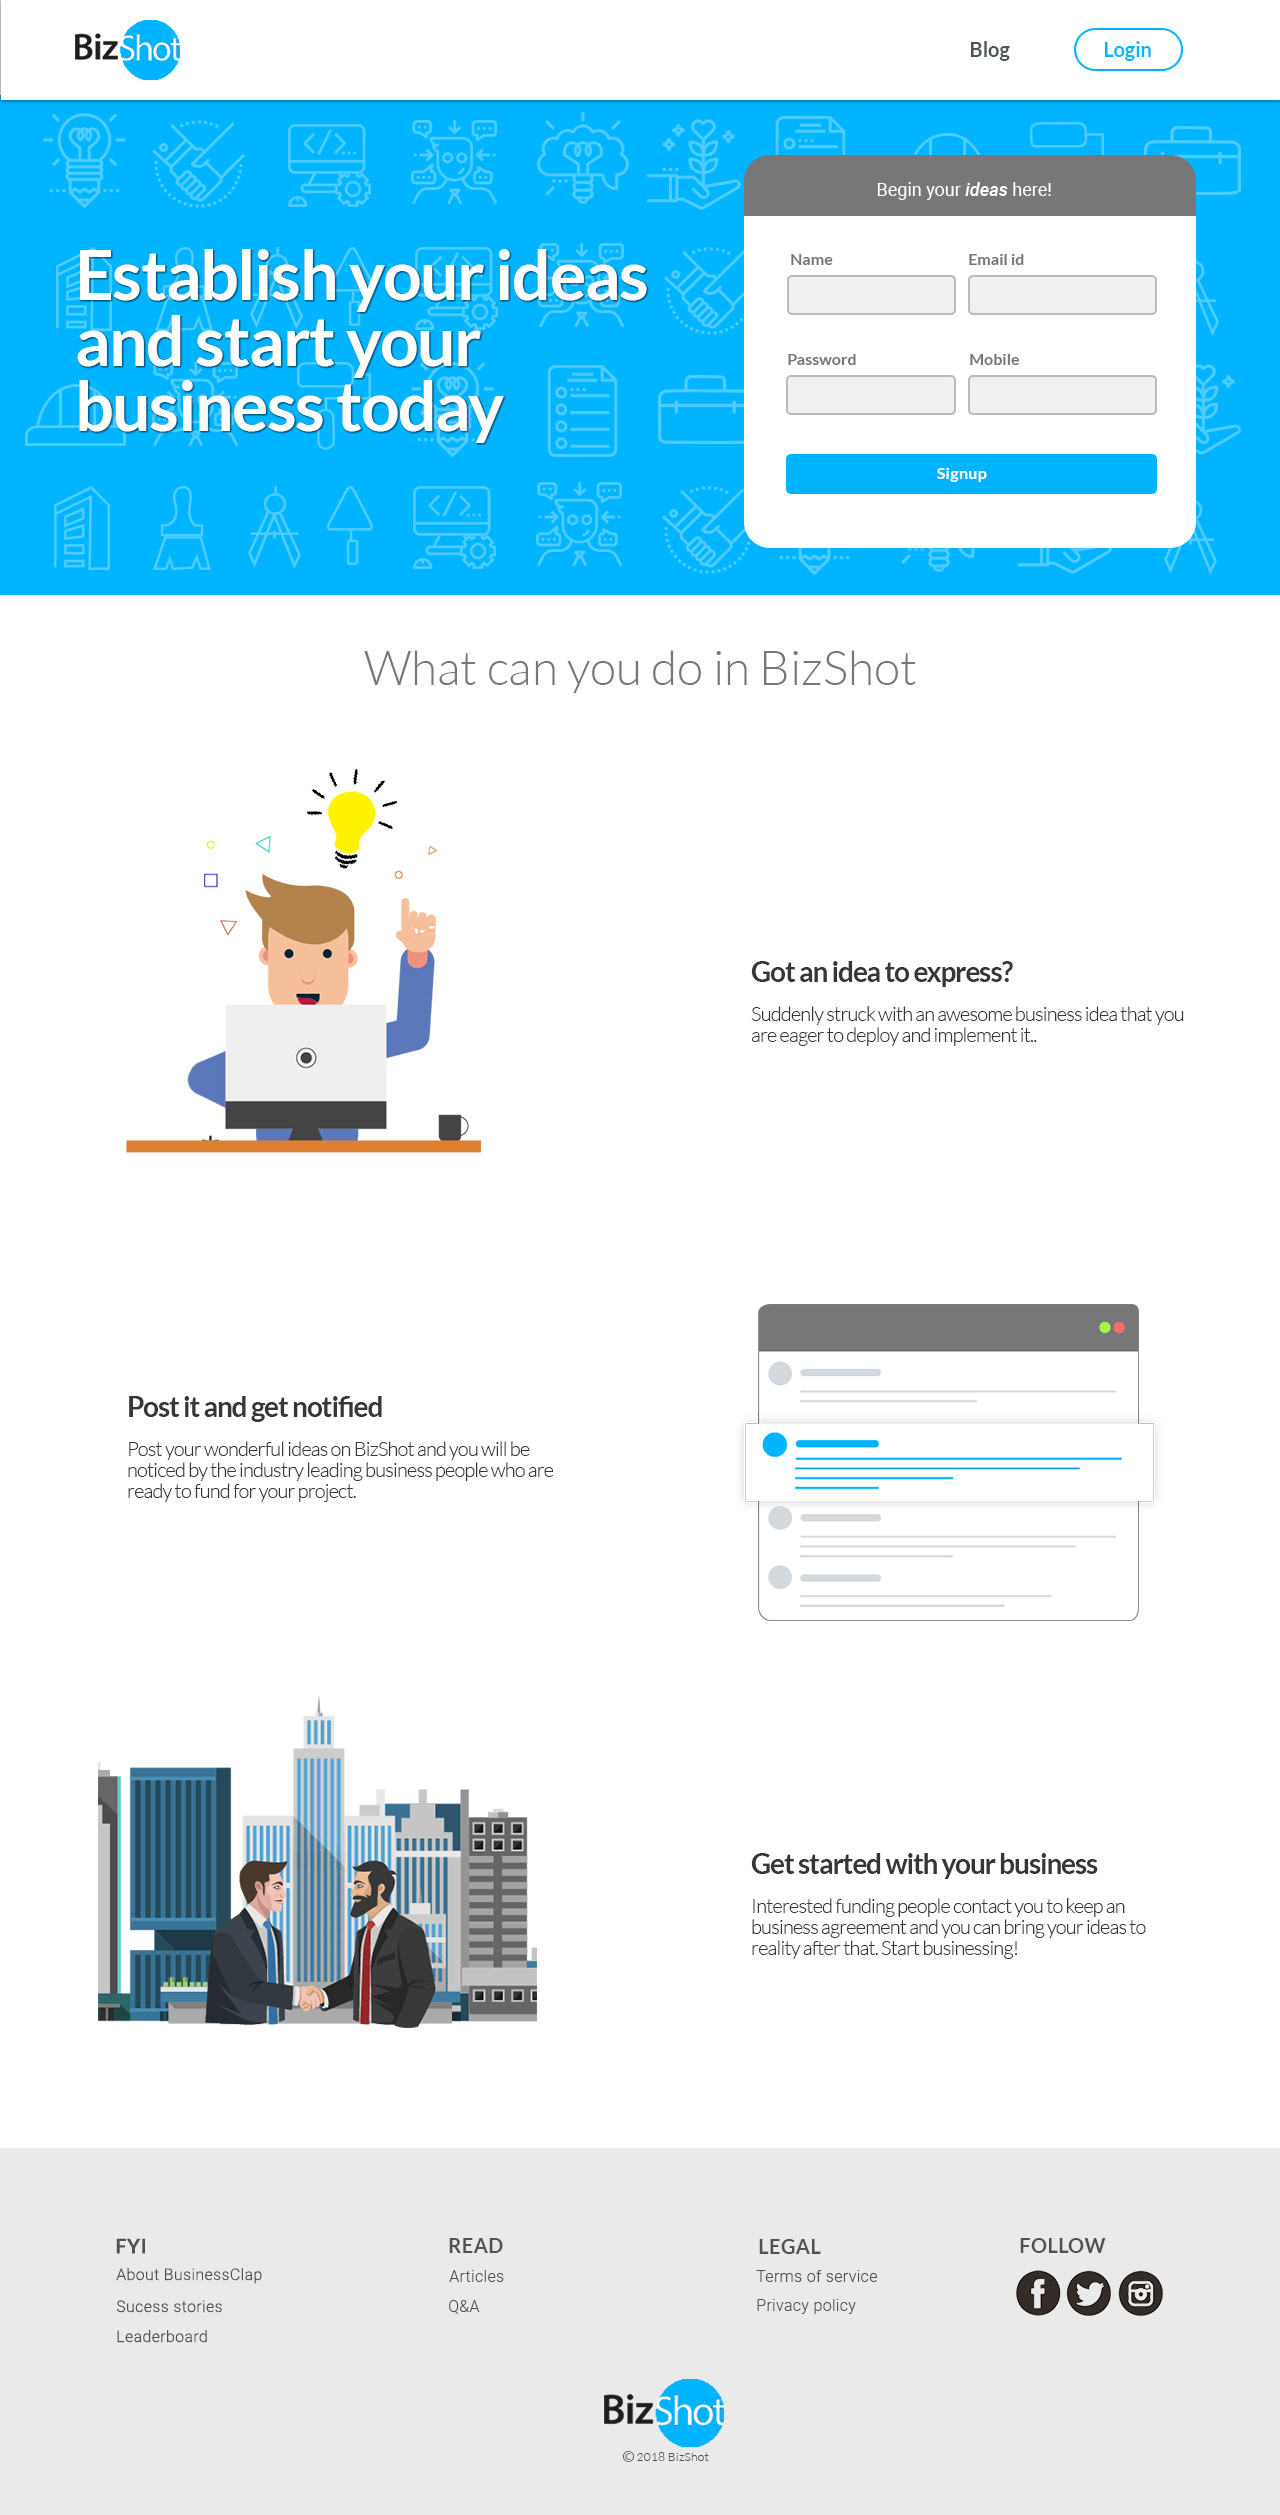 BizShot
Blog
Login
Begin your ideas here!
Establish your ideas
and start your
business today
Name
Email id
Password
Mobile
Signup
What can you do in BizShot
Got an idea to express?
Suddenly struck with an awesome business idea that you
are eager to deploy and implement it..
Post it and get notified
Post your wonderful ideas on BizShot and you will be
noticed by the industry leading business people who are
ready to fund for your project.
Get started with your business
Interested funding people contact you to keep an
business agreement and you can bring your ideas to
reality after that. Start businessing!
FYI
About BusinessClap
Sucess stories
Leaderboard
READ
Articles
Q&A
LEGAL
Terms of service
Privacy policy
FOLLOW
BizShot
© 2018 BizShot